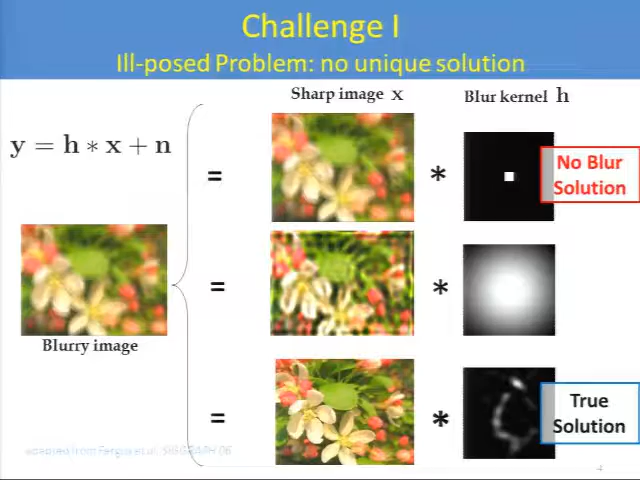 Challenge I
Ill-posed Problem: no unique solution
Sharp image x
Blur kernel h
y = h * x + n
= *
No Blur
Solution
= *
Blurry image
= *
True
Solution
adapted from Fergus et al. SIGGRAPH 06
4